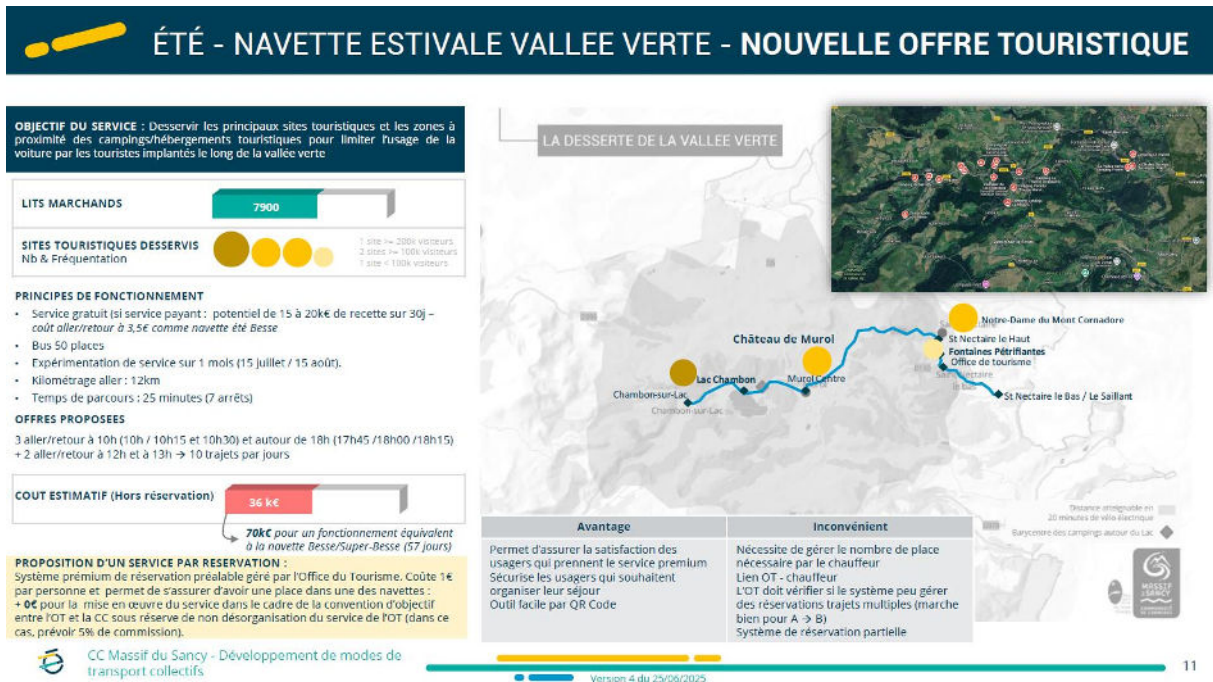 ÉTÉ - NAVETTE ESTIVALE VALLEE VERTE - NOUVELLE OFFRE TOURISTIQUE
OBJECTIF DU SERVICE : Desservir les principaux sites touristiques et les zones à
proximité des campings/hébergements touristiques pour limiter l'usage de la
voiture par les touristes implantés le long de la vallée verte
LITS MARCHANDS
7900
SITES TOURISTIQUES DESSERVIS
Nb & Fréquentation
1 site >= 200k visiteurs
2 sites >= 100k visiteurs
1 site < 100k visiteurs
PRINCIPES DE FONCTIONNEMENT
• Service gratuit (si service payant : potentiel de 15 à 20k€ de recette sur 30j –
coût aller/retour à 3,5€ comme navette été Besse
• Bus 50 places
• Expérimentation de service sur 1 mois (15 juillet / 15 août).
• Kilométrage aller : 12km
• Temps de parcours : 25 minutes (7 arrêts)
OFFRES PROPOSEES
3 aller/retour à 10h (10h / 10h15 et 10h30) et autour de 18h (17h45 /18h00 /18h15)
+ 2 aller/retour à 12h et à 13h → 10 trajets par jours
COUT ESTIMATIF (Hors réservation)
36 k€
70k€ pour un fonctionnement équivalent
à la navette Besse/Super-Besse (57 jours)
PROPOSITION D'UN SERVICE PAR RESERVATION :
Système prémium de réservation préalable géré par l'Office du Tourisme. Coûte 1€
par personne et permet de s'assurer d'avoir une place dans une des navettes :
+ 0€ pour la mise en œuvre du service dans le cadre de la convention d'objectif
entre l'OT et la CC sous réserve de non désorganisation du service de l'OT (dans ce
cas, prévoir 5% de commission).
LA DESSERTE DE LA VALLEE VERTE
Notre-Dame du Mont Cornadore
St Nectaire le Haut
Château de Murol
Fontaines Pétrifiantes
Office de tourisme
Lac Chambon
Murol Centre
Saint-Nectaire
le bas
Chambon-sur-Lac
Chambon-sur-Lac
St Nectaire le Bas / Le Saillant
Distance atteignable en
20 minutes de vélo électrique
Barycentre des campings autour du Lac
Avantage
Inconvénient
Permet d'assurer la satisfaction des
usagers qui prennent le service premium
Sécurise les usagers qui souhaitent
organiser leur séjour
Outil facile par QR Code
Nécessite de gérer le nombre de place
nécessaire par le chauffeur
Lien OT - chauffeur
L'OT doit vérifier si le système peu gérer
des réservations trajets multiples (marche
bien pour A → B)
Système de réservation partielle
MASSIF
DU SANCY
CC Massif du Sancy - Développement de modes de
transport collectifs
Version 4 du 25/06/2025
11